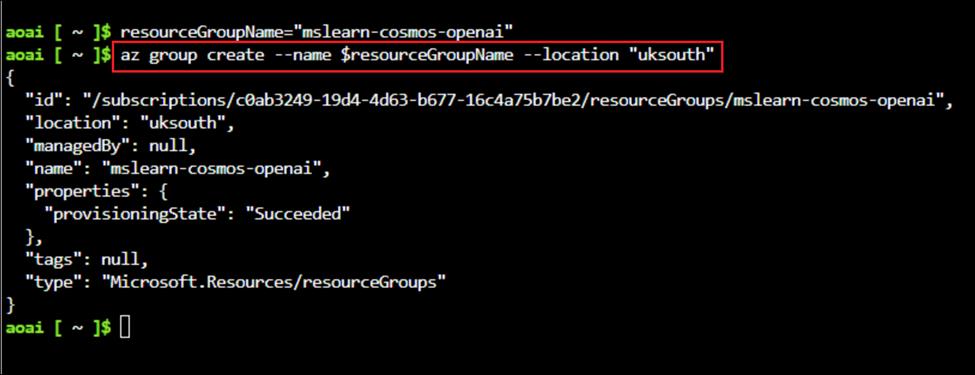 aoai [ ~ ]$ resourceGroupName="mslearn-cosmos-openai"
aoai [ ~ ]$ az group create --name $resourceGroupName --location "uksouth"
{
  "id": "/subscriptions/c0ab3249-19d4-4d63-b677-16c4a75b7be2/resourceGroups/mslearn-cosmos-openai",
  "location": "uksouth",
  "managedBy": null,
  "name": "mslearn-cosmos-openai",
  "properties": {
    "provisioningState": "Succeeded"
  },
  "tags": null,
  "type": "Microsoft.Resources/resourceGroups"
}
aoai [ ~ ]$